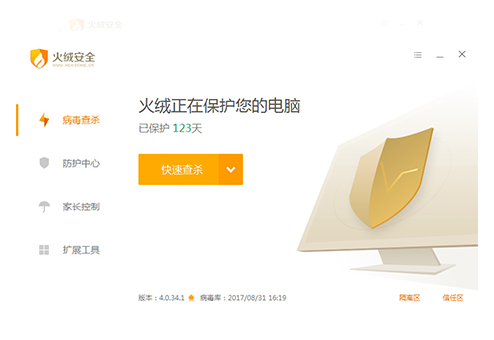 火绒安全
火绒安全
火绒正在保护您的电脑
已保护 123天
病毒查杀
快速查杀
防护中心
家长控制
扩展工具
版本：4.0.34.1 病毒库：2017/08/31 16:19
隔离区 信任区